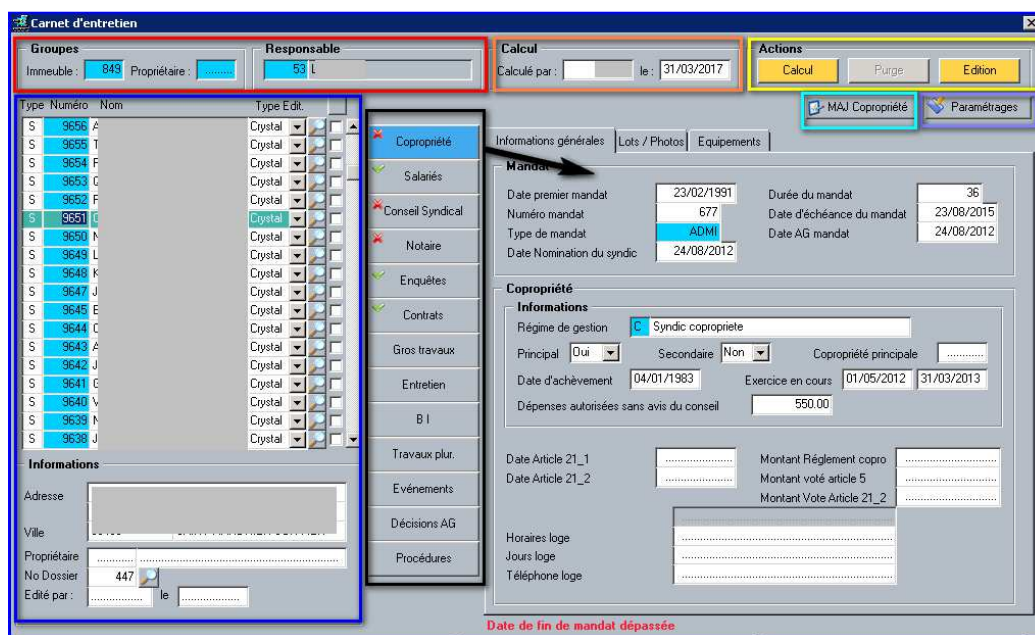 Carnet d'entretien
Groupes Responsable Calcul Actions
Immeuble : 849 Propriétaire : ......... 53 L Calculé par : le : 31/03/2017 Calcul Purge Edition
MAJ Copropriété Paramétrages
Type Numéro Nom Type Edit.
S 9656 A Crystal
S 9655 T Crystal
S 9654 F Crystal
S 9653 C Crystal
S 9652 F Crystal
S 9651 Crystal
S 9650 N Crystal
S 9649 L Crystal
S 9648 K Crystal
S 9647 J Crystal
S 9645 E Crystal
S 9644 C Crystal
S 9643 A Crystal
S 9642 J Crystal
S 9641 G Crystal
S 9640 V Crystal
S 9639 N Crystal
S 9638 J Crystal
Informations
Adresse
Ville
Propriétaire
No Dossier 447
Edité par : le
Copropriété
Salariés
Conseil Syndical
Notaire
Enquêtes
Contrats
Gros travaux
Entretien
B I
Travaux plur.
Evénements
Décisions AG
Procédures
Informations générales Lots / Photos Equipements
Mandat
Date premier mandat 23/02/1991 Durée du mandat 36
Numéro mandat 677 Date d'échéance du mandat 23/08/2015
Type de mandat ADMI Date AG mandat 24/08/2012
Date Nomination du syndic 24/08/2012
Copropriété
Informations
Régime de gestion C Syndic copropriete
Principal Oui Secondaire Non Copropriété principale
Date d'achèvement 04/01/1983 Exercice en cours 01/05/2012 31/03/2013
Dépenses autorisées sans avis du conseil 550.00
Date Article 21_1 Montant Réglement copro
Date Article 21_2 Montant voté article 5
Montant Vote Article 21_2
Horaires loge
Jours loge
Téléphone loge
Date de fin de mandat dépassée